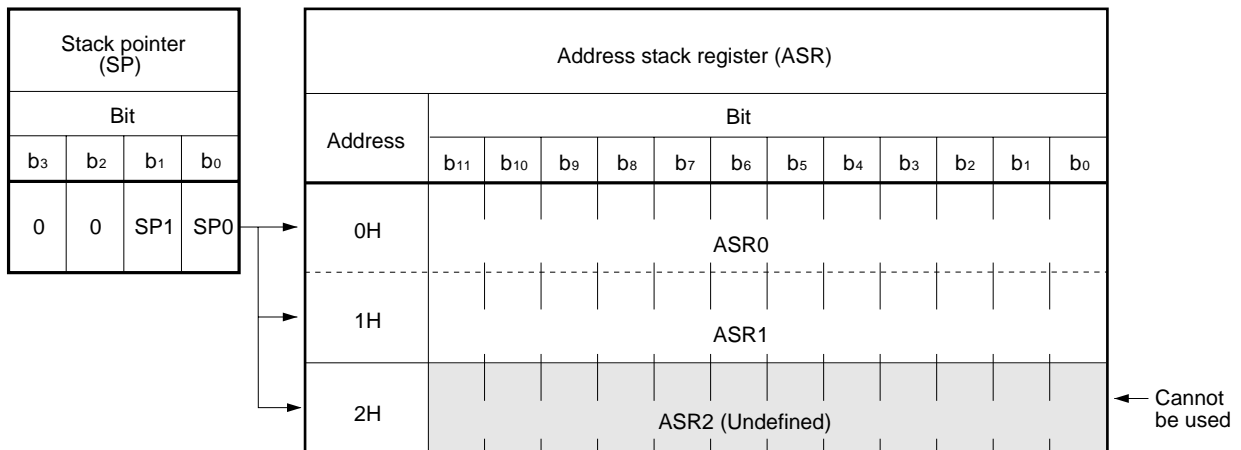 Stack pointer
(SP)
Bit
b3 b2 b1 b0
0 0 SP1 SP0
Address stack register (ASR)
Address
Bit
b11 b10 b9 b8 b7 b6 b5 b4 b3 b2 b1 b0
0H
ASR0
1H
ASR1
2H
ASR2 (Undefined)
Cannot
be used